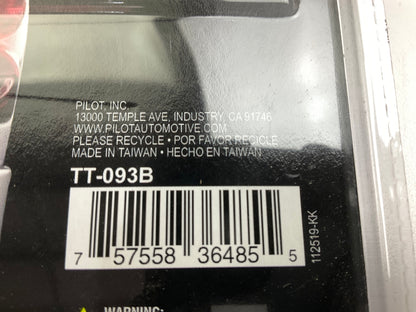 PILOT, INC.
13000 TEMPLE AVE, INDUSTRY, CA 91746
WWW.PILOTAUTOMOTIVE.COM
PLEASE RECYCLE • POR FAVOR RECICLE
MADE IN TAIWAN • HECHO EN TAIWÁN
TT-093B
7 57558 36485 5
112519-KK
WARNING: